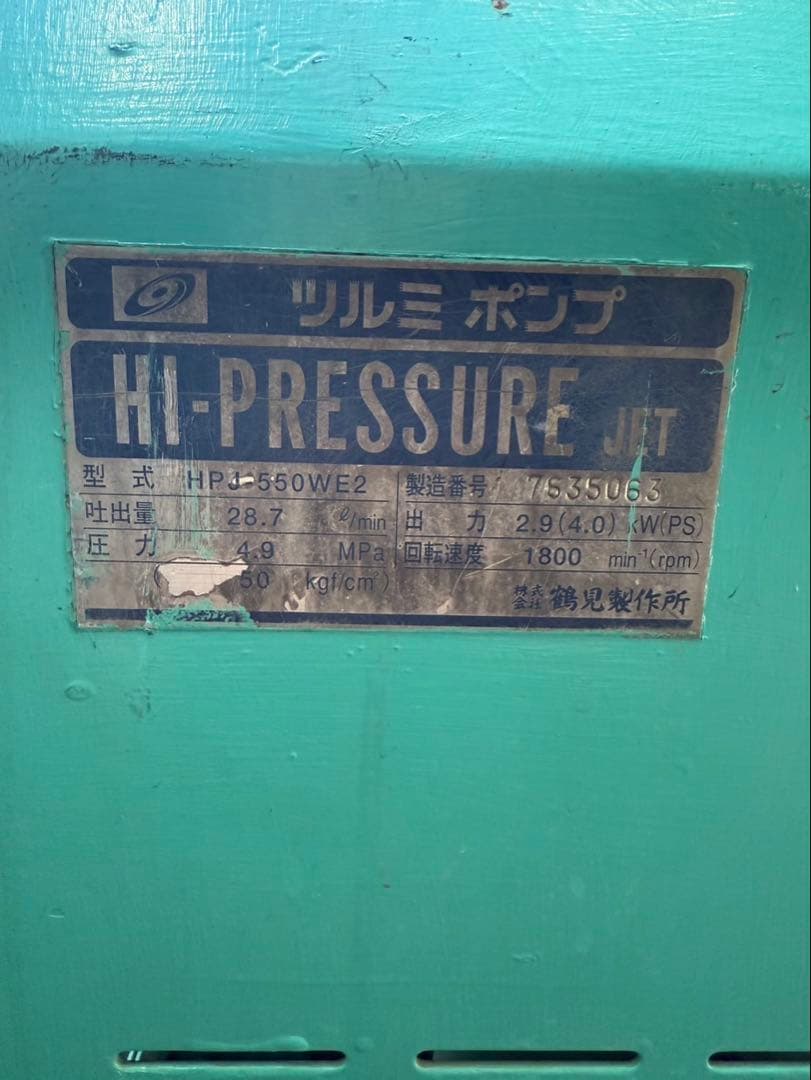 ツルミポンプ
HI-PRESSURE JET
型式 HPJ-550WE2 製造番号 7635063
吐出量 28.7 ℓ/min 出力 2.9(4.0) kW(PS)
圧力 4.9 MPa 回転速度 1800 min⁻¹(rpm)
( 50 kgf/cm²) 株式会社 鶴見製作所